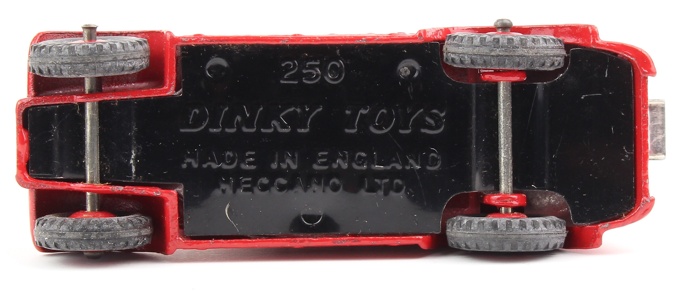 250
DINKY TOYS
MADE IN ENGLAND
MECCANO LTD.